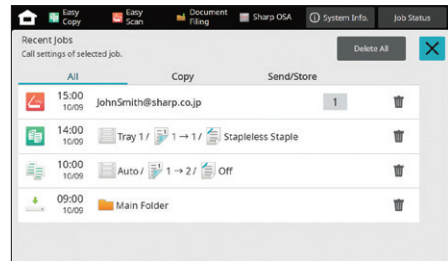 Easy Copy
Easy Scan
Document Filing
Sharp OSA
System Info.
Job Status
Recent Jobs
Call settings of selected job.
Delete All
All
Copy
Send/Store
15:00
10/09
JohnSmith@sharp.co.jp
1
14:00
10/09
Tray 1 / 1 → 1 / Stapleless Staple
10:00
10/09
Auto / 1 → 2 / Off
09:00
10/09
Main Folder